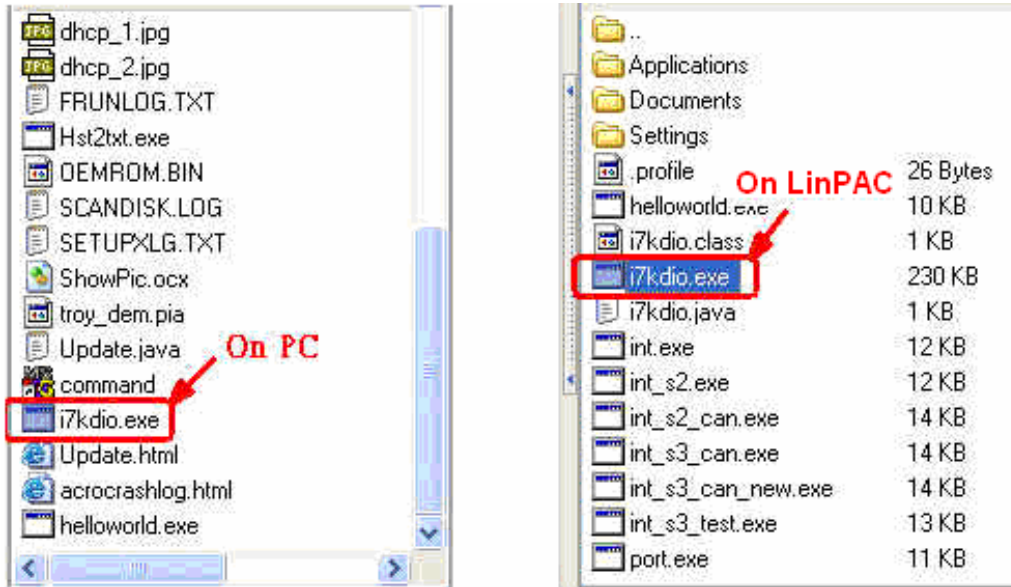 dhcp_1.jpg
dhcp_2.jpg
FRUNLOG.TXT
Hst2txt.exe
OEMROM.BIN
SCANDISK.LOG
SETUPXLG.TXT
ShowPic.ocx
troy_dem.pia
Update.java
On PC
command
i7kdio.exe
Update.html
acrocrashlog.html
helloworld.exe
..
Applications
Documents
Settings
.profile 26 Bytes
On LinPAC
helloworld.exe 10 KB
i7kdio.class 1 KB
i7kdio.exe 230 KB
i7kdio.java 1 KB
int.exe 12 KB
int_s2.exe 12 KB
int_s2_can.exe 14 KB
int_s3_can.exe 14 KB
int_s3_can_new.exe 14 KB
int_s3_test.exe 13 KB
port.exe 11 KB